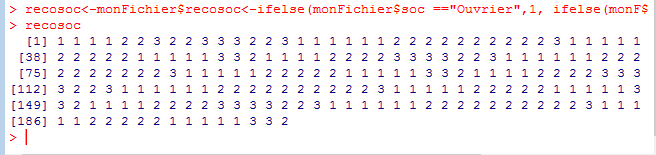 > recosoc<-monFichier$recosoc<-ifelse(monFichier$soc =="Ouvrier",1, ifelse(monF$
> recosoc
[1] 1 1 1 1 2 2 3 2 2 3 3 3 2 2 3 1 1 1 1 1 1 2 2 2 2 2 2 2 2 2 2 3 1 1 1 1 1
[38] 2 2 2 2 2 1 1 1 1 1 3 3 2 1 1 1 1 2 2 2 2 3 3 3 3 2 2 3 1 1 1 1 1 1 2 2 2
[75] 2 2 2 2 2 2 2 3 1 1 1 1 1 2 2 2 2 2 1 1 1 1 1 3 3 2 1 1 1 1 2 2 2 2 3 3 3
[112] 3 2 2 3 1 1 1 1 1 1 2 2 2 2 2 2 2 2 2 2 3 1 1 1 1 1 2 2 2 2 2 1 1 1 1 1 3
[149] 3 2 1 1 1 1 2 2 2 2 3 3 3 3 2 2 3 1 1 1 1 1 1 2 2 2 2 2 2 2 2 2 2 3 1 1 1
[186] 1 1 2 2 2 2 2 1 1 1 1 1 3 3 2
>